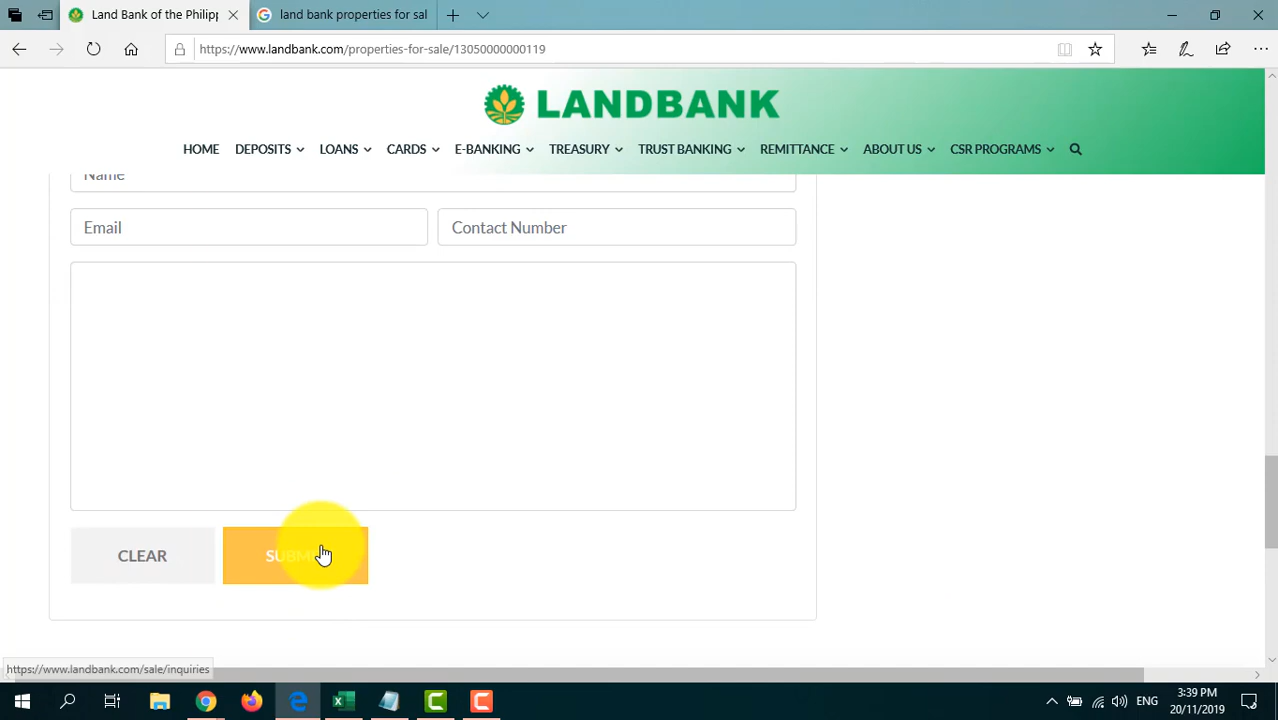 Land Bank of the Philipp
land bank properties for sal
https://www.landbank.com/properties-for-sale/13050000000119
LANDBANK
HOME DEPOSITS LOANS CARDS E-BANKING TREASURY TRUST BANKING REMITTANCE ABOUT US CSR PROGRAMS
Name
Email Contact Number
CLEAR SUBMIT
https://www.landbank.com/sale/inquiries
ENG
3:39 PM
20/11/2019